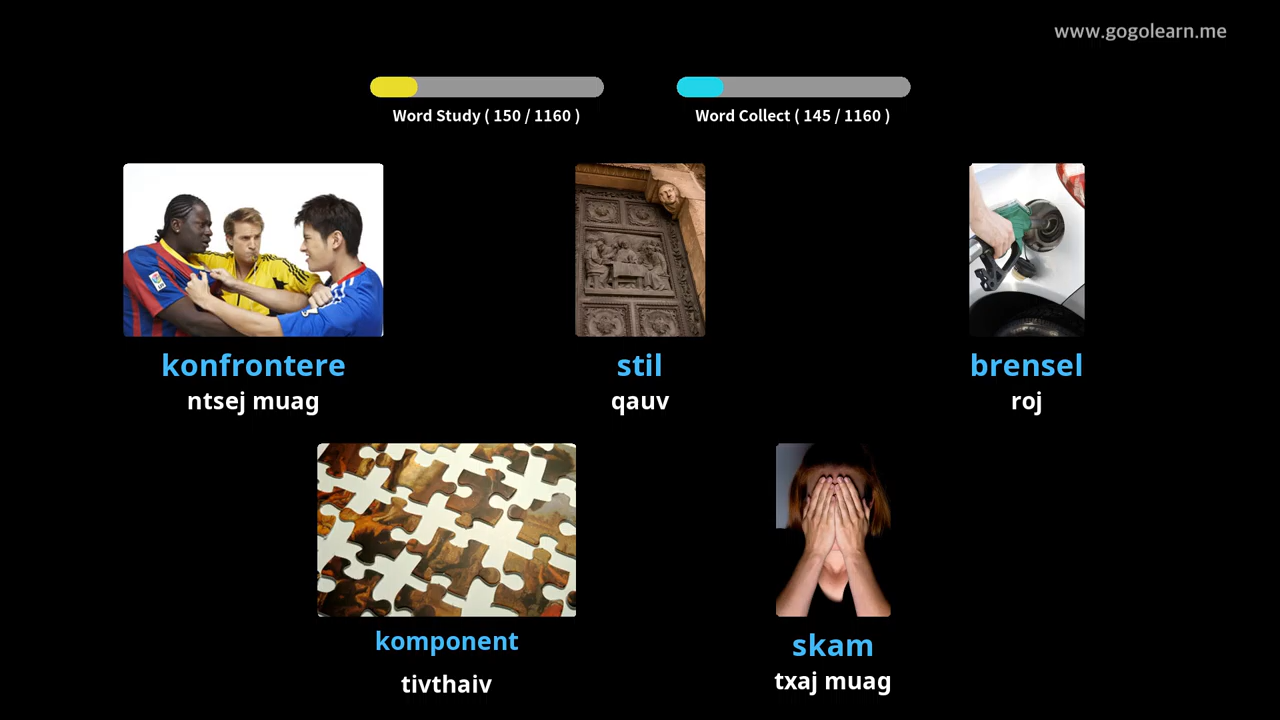 www.gogolearn.me
Word Study ( 150 / 1160 )
Word Collect ( 145 / 1160 )
konfrontere
ntsej muag
stil
qauv
brensel
roj
komponent
tivthaiv
skam
txaj muag